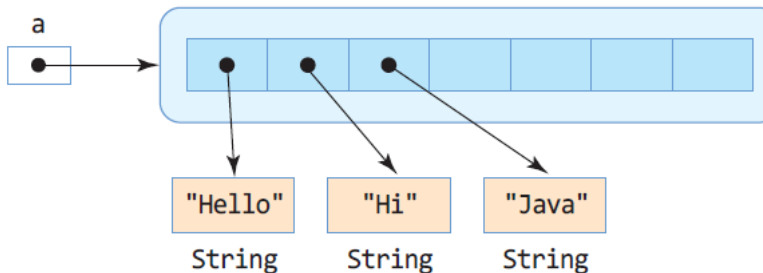 a
"Hello" "Hi" "Java"
String String String